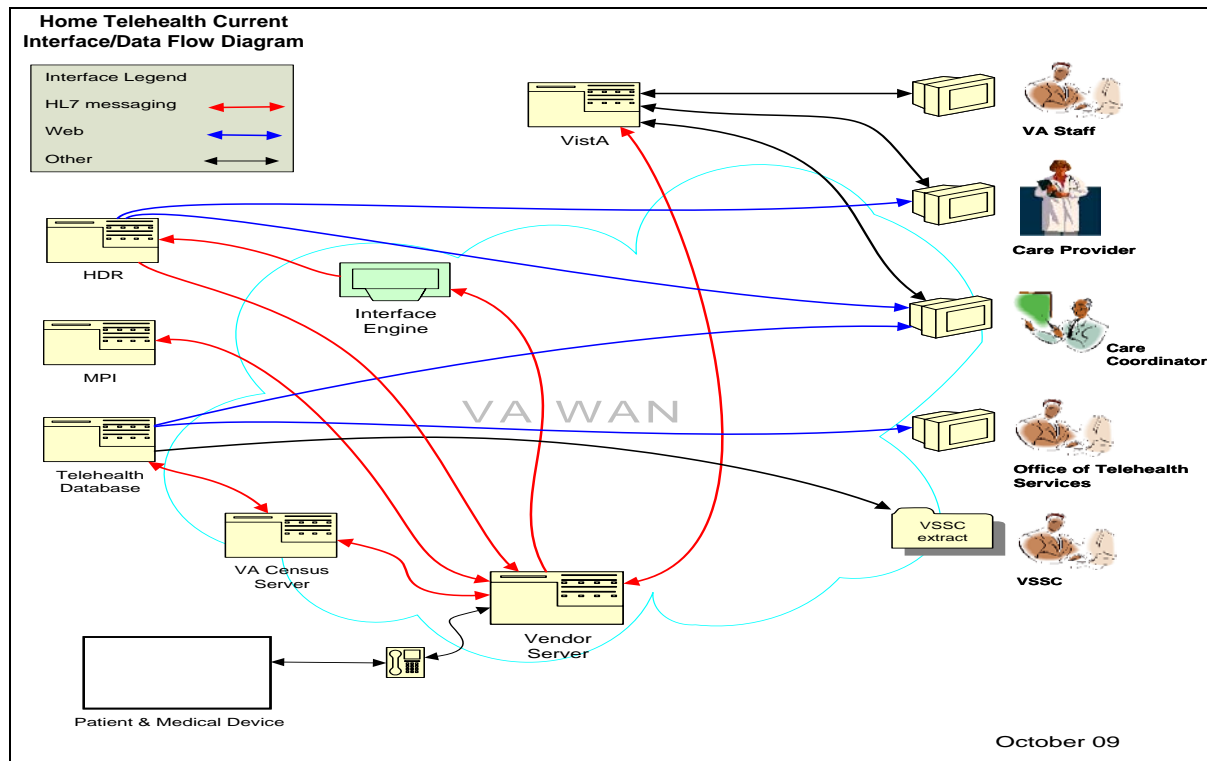 Home Telehealth Current
Interface/Data Flow Diagram
Interface Legend
HL7 messaging
Web
Other
VistA
VA Staff
HDR
Care Provider
Interface
Engine
MPI
Care
Coordinator
VA WAN
Telehealth
Database
Office of Telehealth
Services
VSSC
extract
VA Census
Server
VSSC
Vendor
Server
Patient & Medical Device
October 09